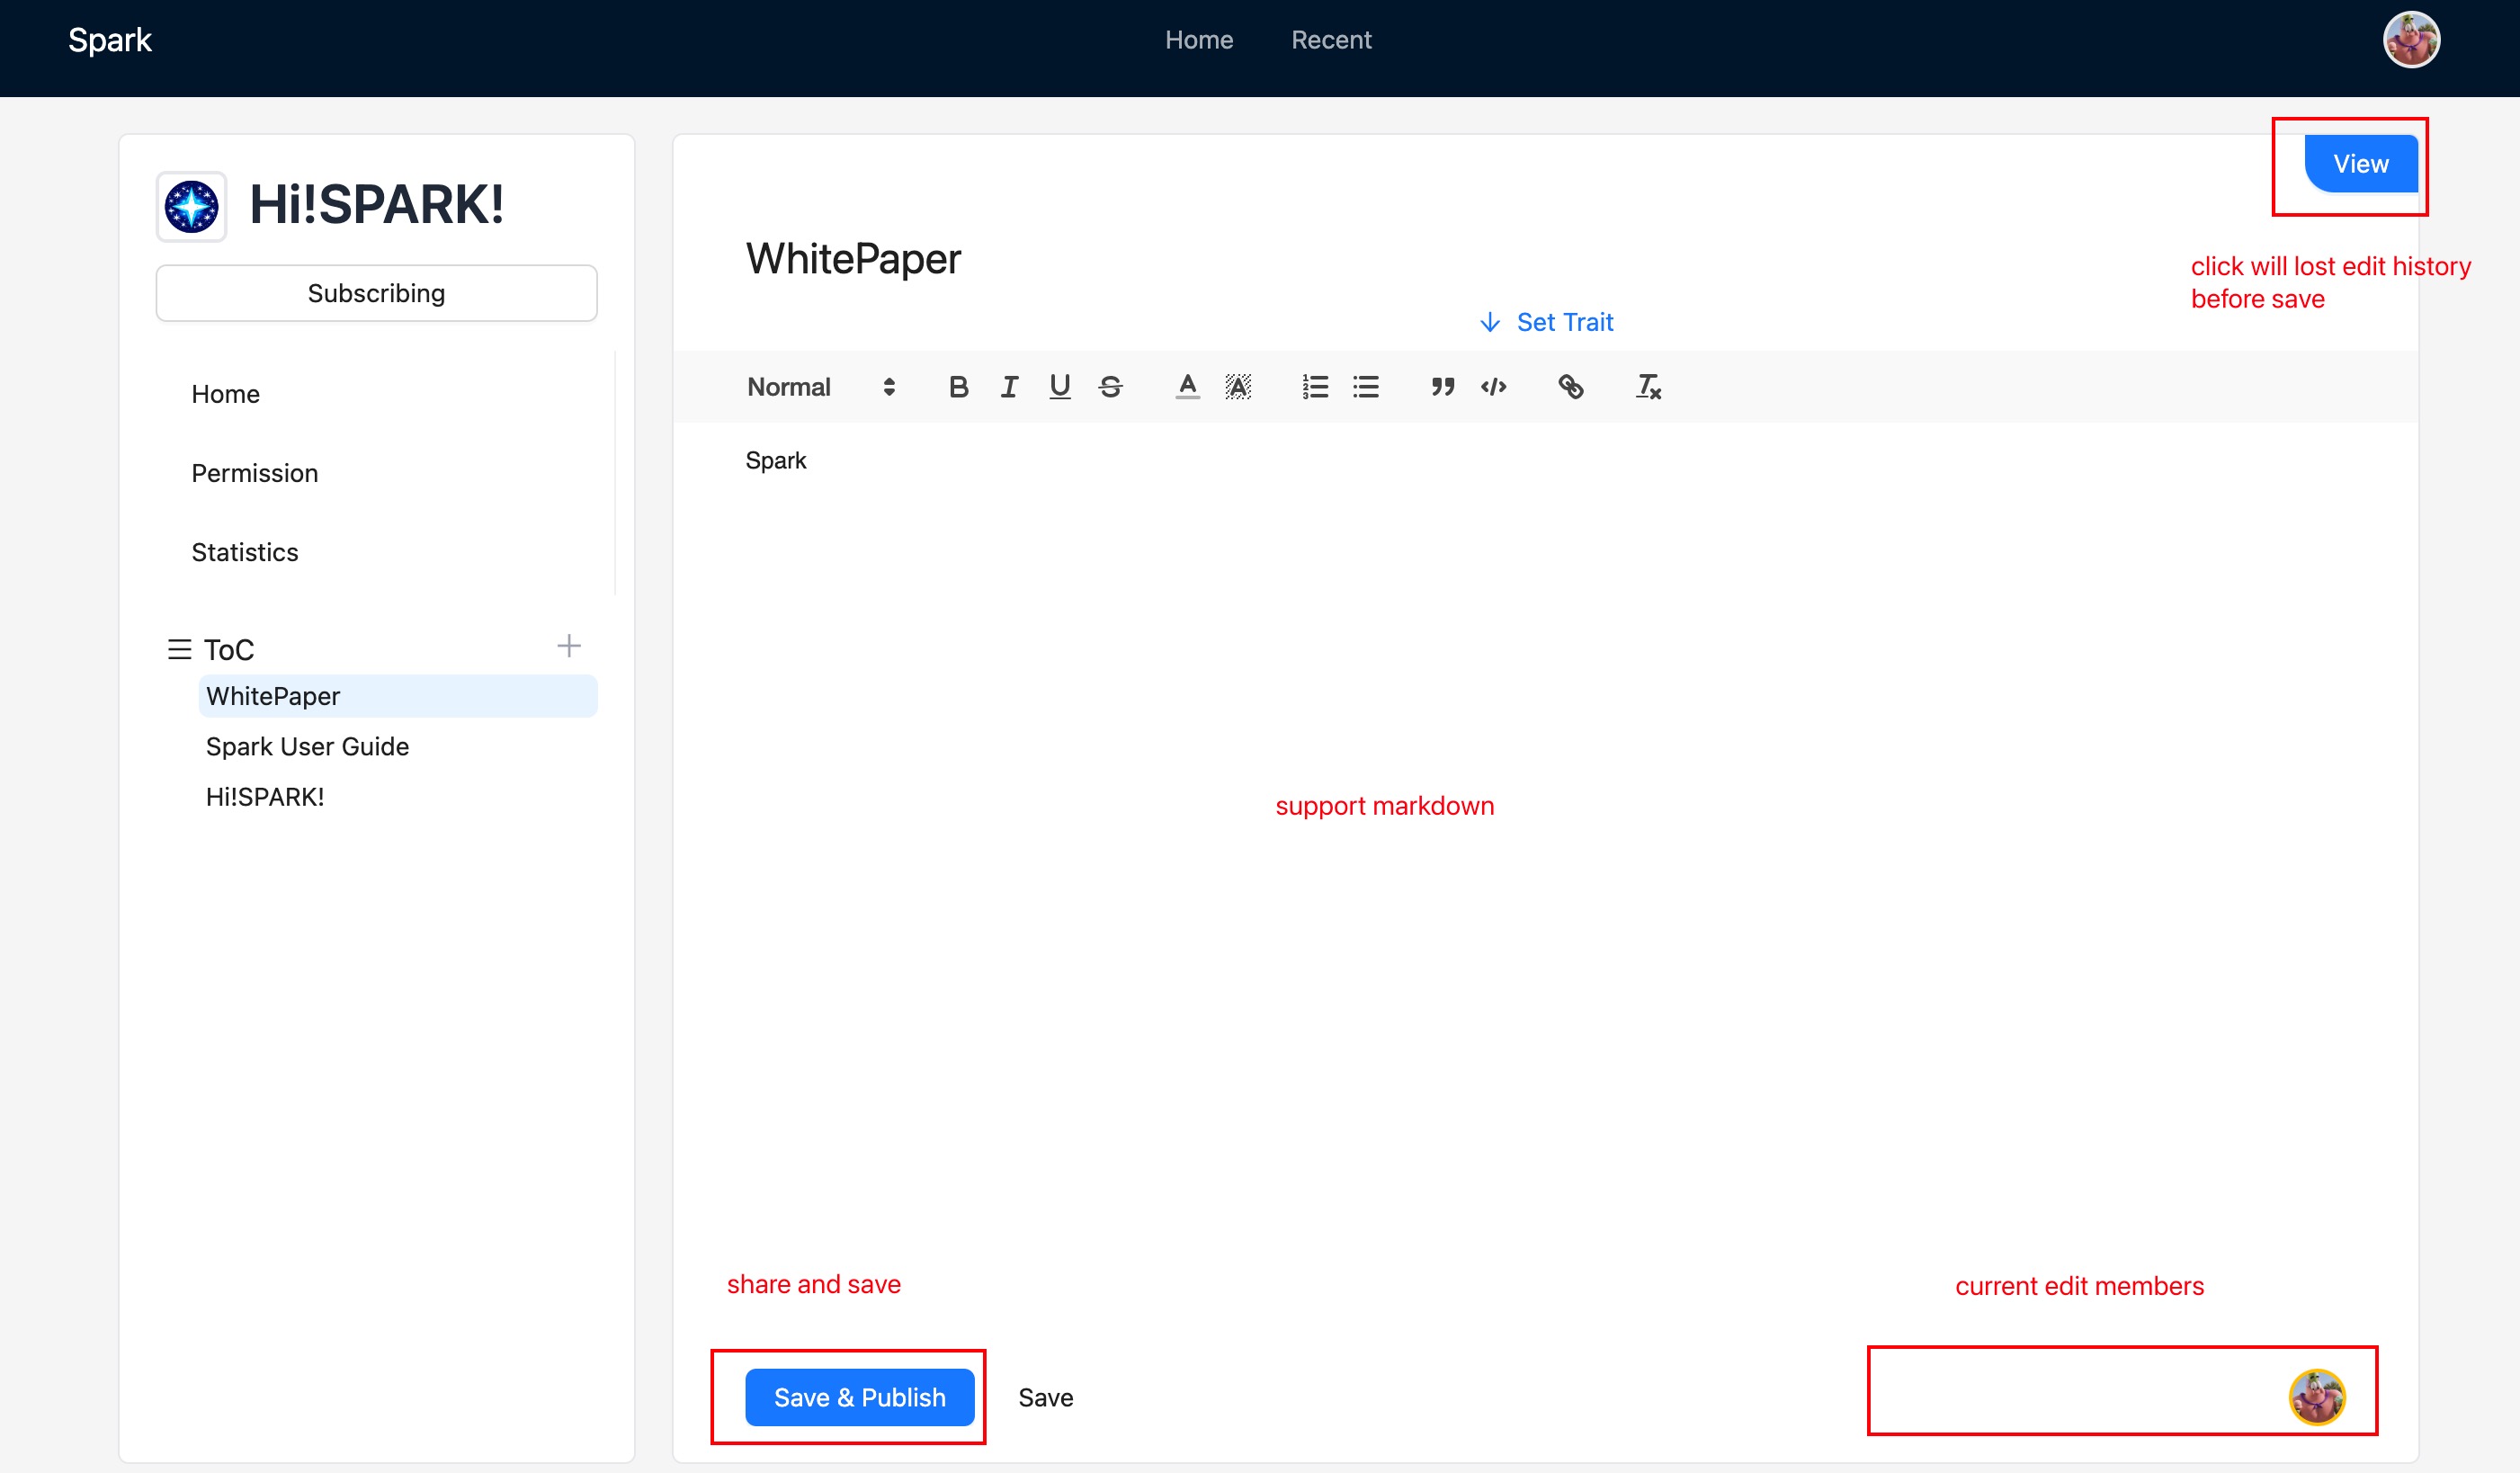 Spark
Home
Recent
Hi!SPARK!
Subscribing
Home
Permission
Statistics
ToC
WhitePaper
Spark User Guide
Hi!SPARK!
View
click will lost edit history
before save
WhitePaper
Set Trait
Normal
Spark
support markdown
share and save
current edit members
Save & Publish
Save